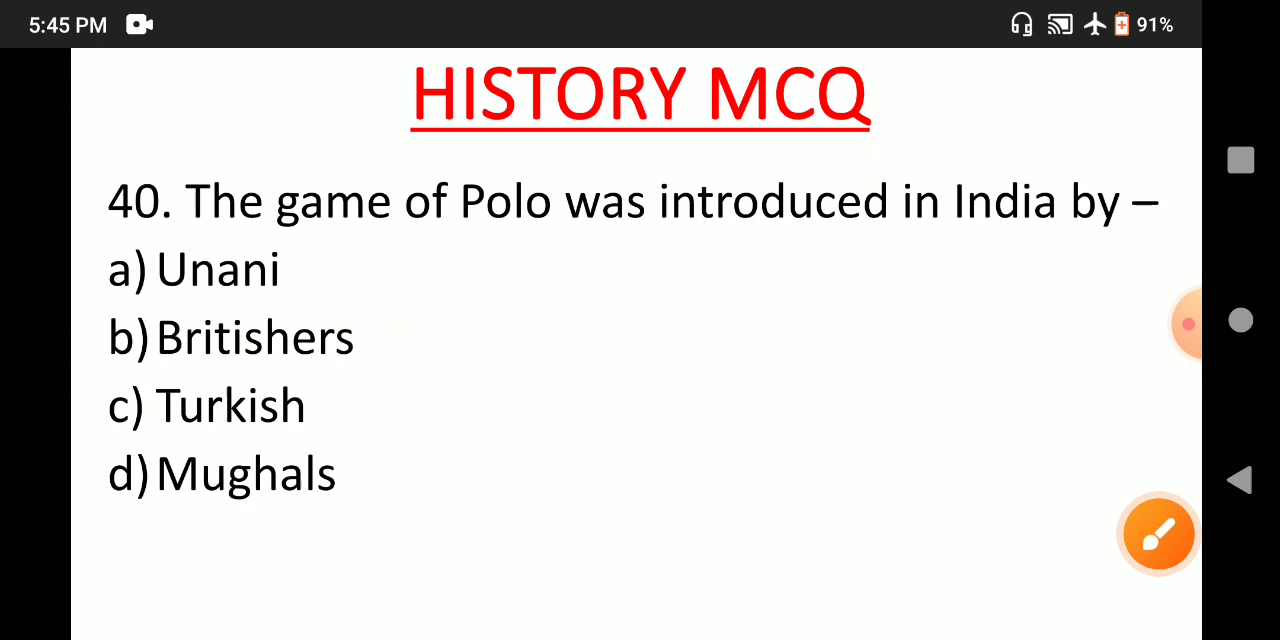 5:45 PM 91%
HISTORY MCQ
40. The game of Polo was introduced in India by –
a) Unani
b) Britishers
c) Turkish
d) Mughals